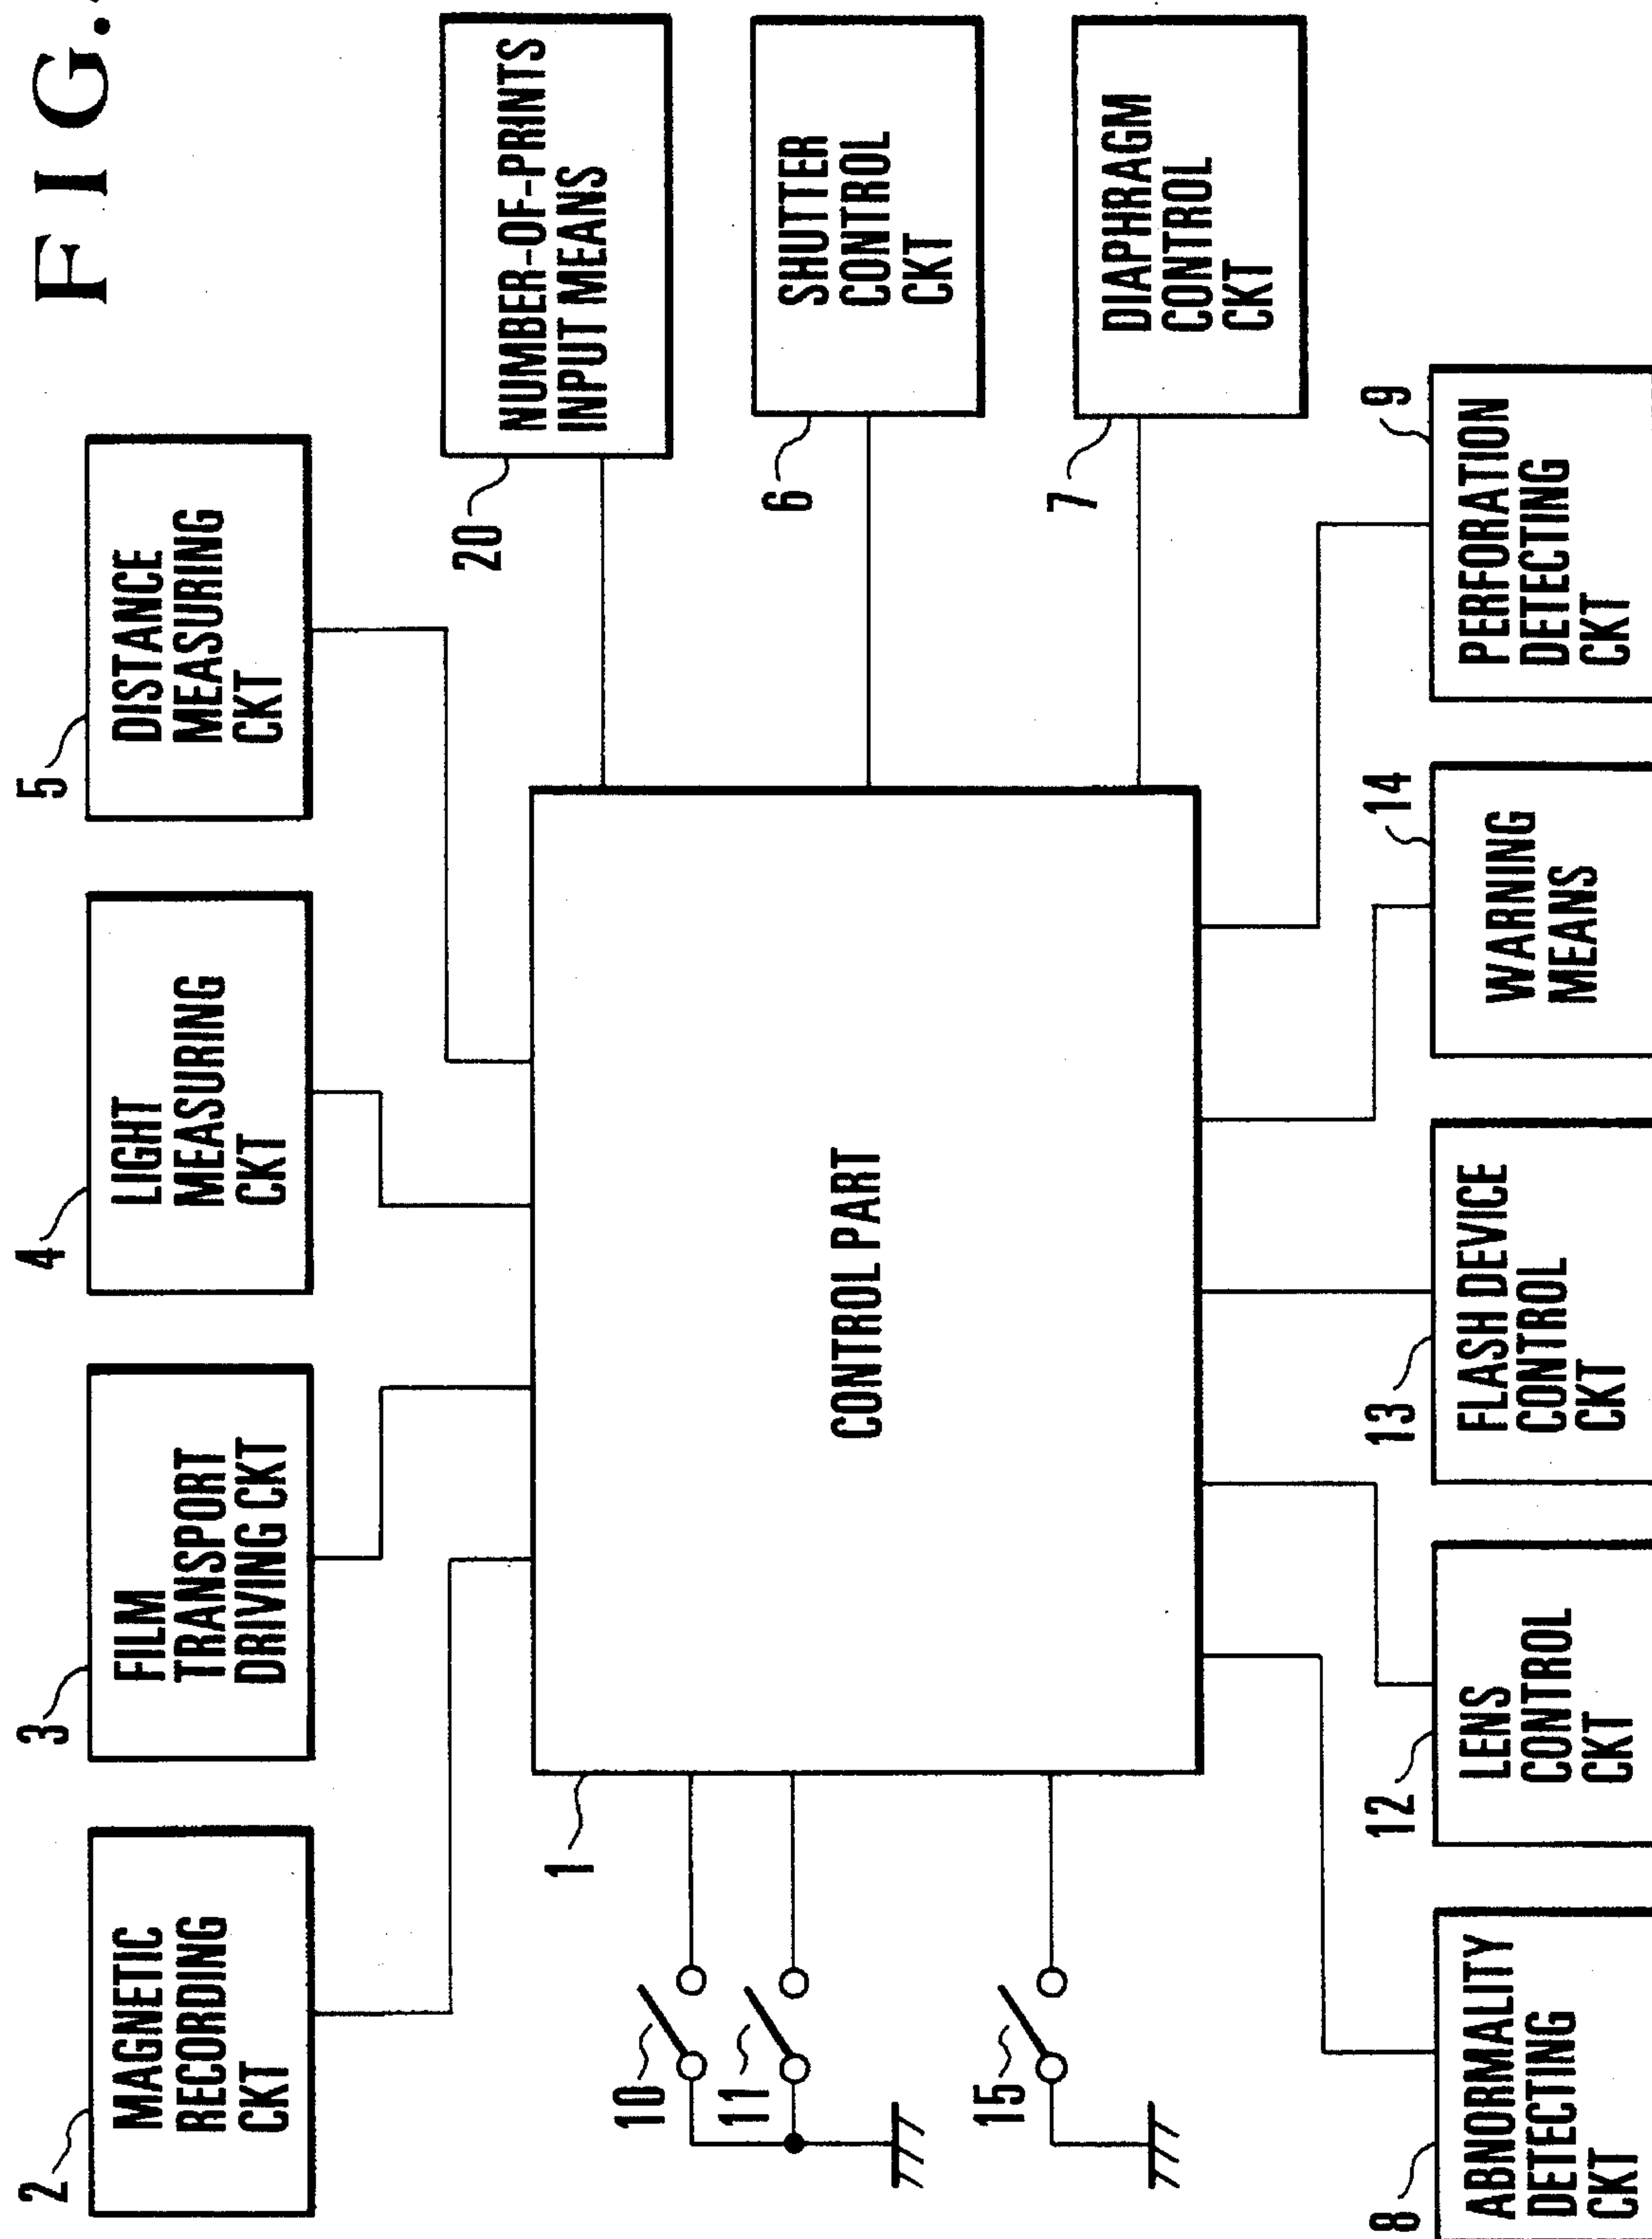 FIG.
2
MAGNETIC
RECORDING
CKT
3
FILM
TRANSPORT
DRIVING CKT
4
LIGHT
MEASURING
CKT
5
DISTANCE
MEASURING
CKT
20
NUMBER-OF-PRINTS
INPUT MEANS
1
CONTROL PART
6
SHUTTER
CONTROL
CKT
7
DIAPHRAGM
CONTROL
CKT
10
11
15
8
ABNORMALITY
DETECTING
CKT
12
LENS
CONTROL
CKT
13
FLASH DEVICE
CONTROL
CKT
14
WARNING
MEANS
9
PERFORATION
DETECTING
CKT